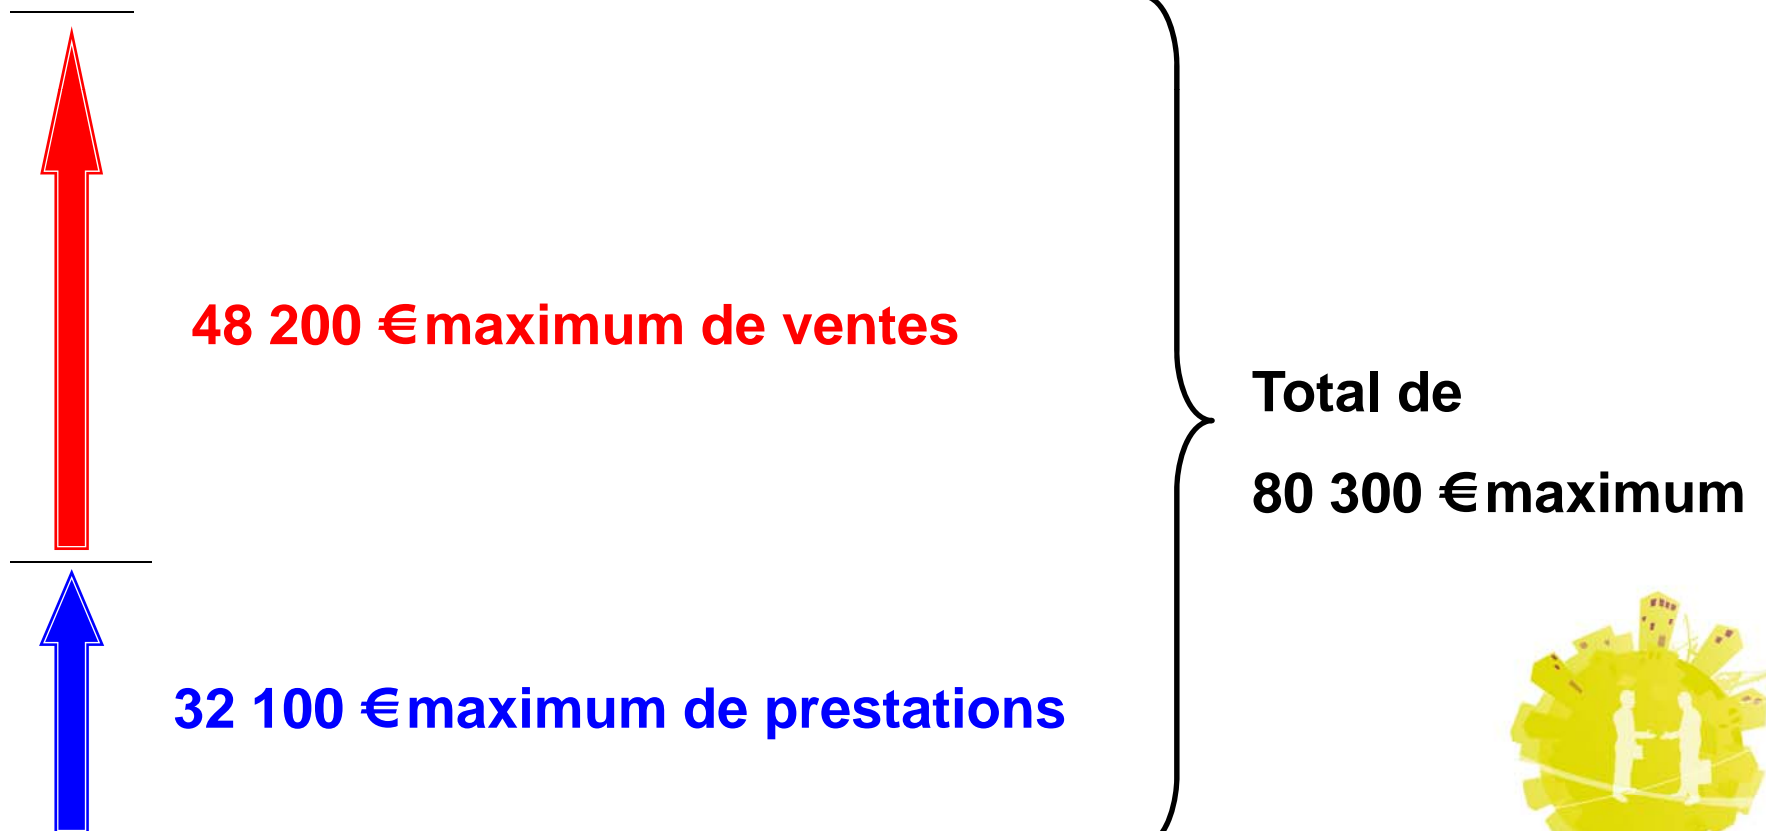 48 200 € maximum de ventes
Total de
80 300 € maximum
32 100 € maximum de prestations